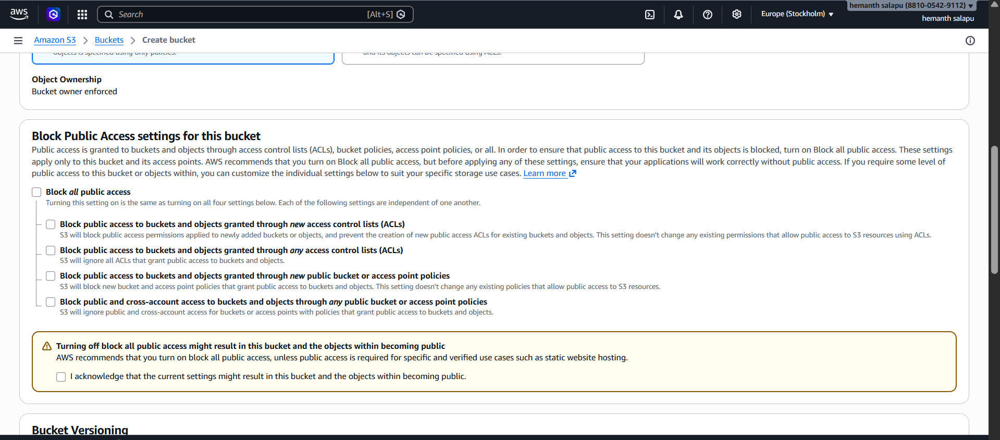 aws
Search
[Alt+S]
Europe (Stockholm)
hemanth salapu (8810-0542-9112)
hemanth salapu
Amazon S3
Buckets
Create bucket
objects is specified using only policies.
and its objects can be specified using ACLs.
Object Ownership
Bucket owner enforced
Block Public Access settings for this bucket
Public access is granted to buckets and objects through access control lists (ACLs), bucket policies, access point policies, or all. In order to ensure that public access to this bucket and its objects is blocked, turn on Block all public access. These settings
apply only to this bucket and its access points. AWS recommends that you turn on Block all public access, but before applying any of these settings, ensure that your applications will work correctly without public access. If you require some level of
public access to this bucket or objects within, you can customize the individual settings below to suit your specific storage use cases. Learn more
Block all public access
Turning this setting on is the same as turning on all four settings below. Each of the following settings are independent of one another.
Block public access to buckets and objects granted through new access control lists (ACLs)
S3 will block public access permissions applied to newly added buckets or objects, and prevent the creation of new public access ACLs for existing buckets and objects. This setting doesn't change any existing permissions that allow public access to S3 resources using ACLs.
Block public access to buckets and objects granted through any access control lists (ACLs)
S3 will ignore all ACLs that grant public access to buckets and objects.
Block public access to buckets and objects granted through new public bucket or access point policies
S3 will block new bucket and access point policies that grant public access to buckets and objects. This setting doesn't change any existing policies that allow public access to S3 resources.
Block public and cross-account access to buckets and objects through any public bucket or access point policies
S3 will ignore public and cross-account access for buckets or access points with policies that grant public access to buckets and objects.
Turning off block all public access might result in this bucket and the objects within becoming public
AWS recommends that you turn on block all public access, unless public access is required for specific and verified use cases such as static website hosting.
I acknowledge that the current settings might result in this bucket and the objects within becoming public.
Bucket Versioning